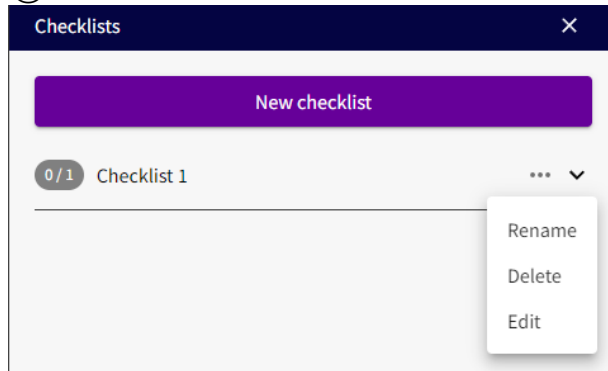 Checklists
New checklist
0 / 1 Checklist 1
Rename
Delete
Edit